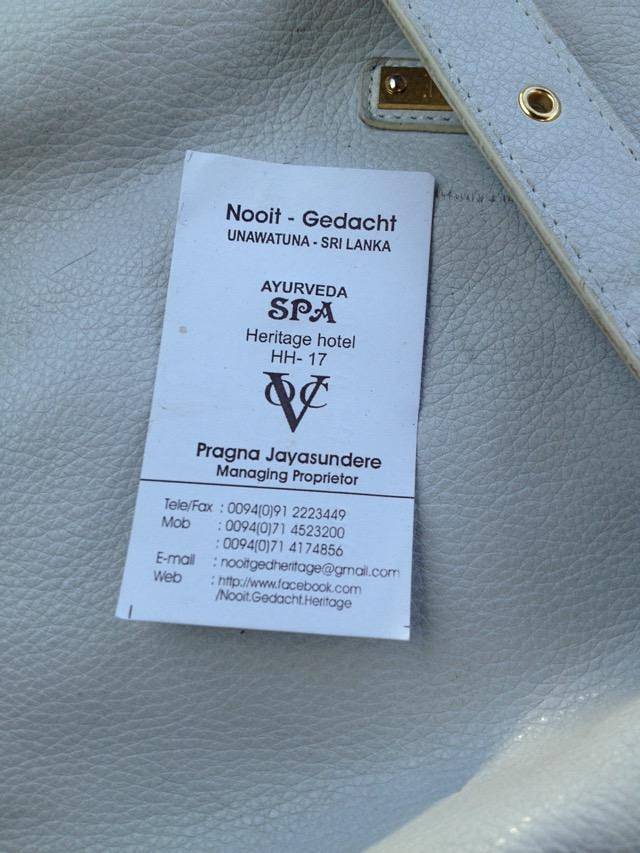 Nooit - Gedacht
UNAWATUNA - SRI LANKA
AYURVEDA
SPA
Heritage hotel
HH- 17
VOC
Pragna Jayasundere
Managing Proprietor
Tele/Fax : 0094(0)91 2223449
Mob : 0094(0)71 4523200
: 0094(0)71 4174856
E-mail : nooitgedheritage@gmail.com
Web : http://www.facebook.com
/Nooit.Gedacht.Heritage